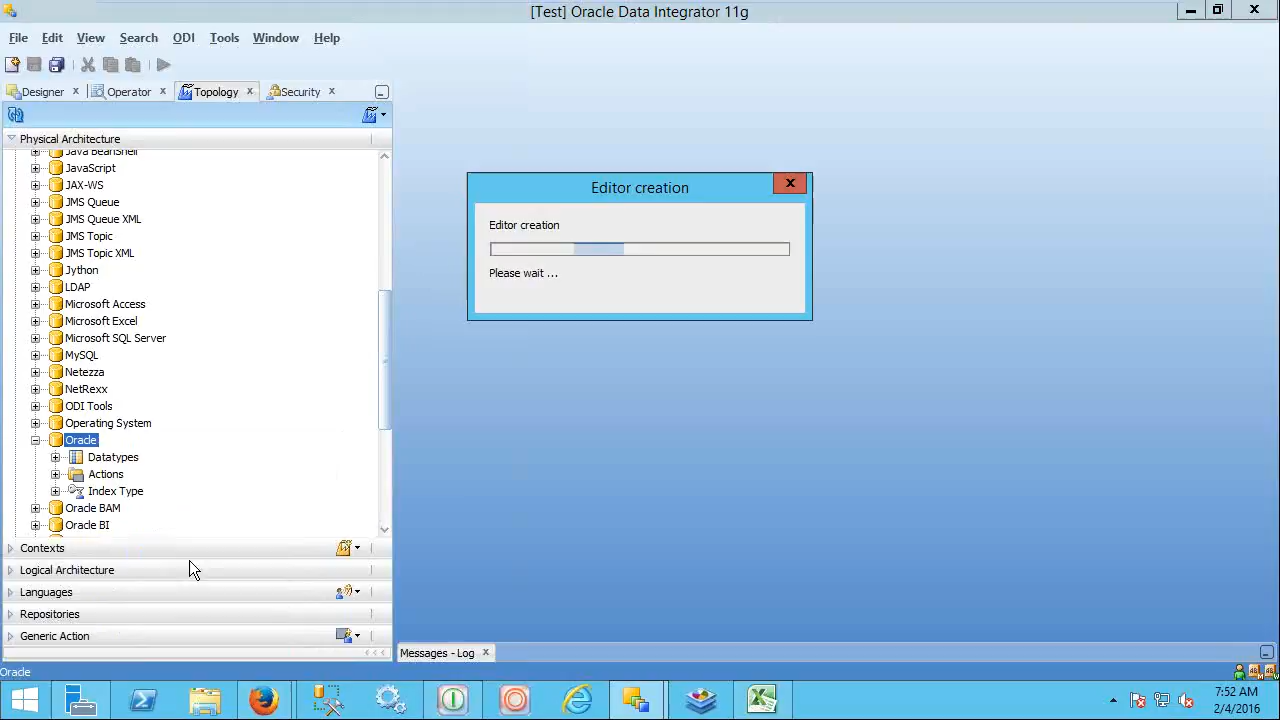 [Test] Oracle Data Integrator 11g
File Edit View Search ODI Tools Window Help
Designer Operator Topology Security
Physical Architecture
Java BeanShell
JavaScript
JAX-WS
JMS Queue
JMS Queue XML
JMS Topic
JMS Topic XML
Jython
LDAP
Microsoft Access
Microsoft Excel
Microsoft SQL Server
MySQL
Netezza
NetRexx
ODI Tools
Operating System
Oracle
Datatypes
Actions
Index Type
Oracle BAM
Oracle BI
Contexts
Logical Architecture
Languages
Repositories
Generic Action
Editor creation
Editor creation
Please wait ...
Messages - Log
Oracle
7:52 AM
2/4/2016